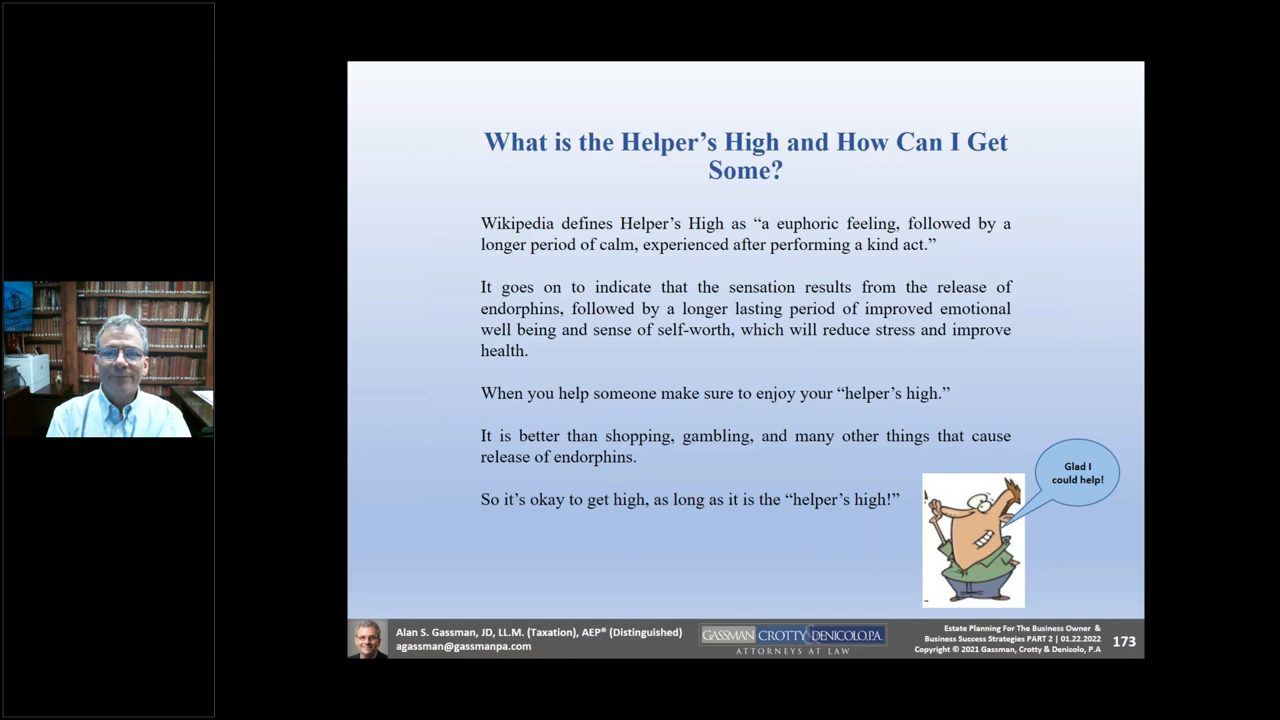 What is the Helper’s High and How Can I Get
Some?
Wikipedia defines Helper’s High as “a euphoric feeling, followed by a
longer period of calm, experienced after performing a kind act.”
It goes on to indicate that the sensation results from the release of
endorphins, followed by a longer lasting period of improved emotional
well being and sense of self-worth, which will reduce stress and improve
health.
When you help someone make sure to enjoy your “helper’s high.”
It is better than shopping, gambling, and many other things that cause
release of endorphins.
So it’s okay to get high, as long as it is the “helper’s high!”
Glad I
could help!
Alan S. Gassman, JD, LL.M. (Taxation), AEP® (Distinguished)
agassman@gassmanpa.com
GASSMAN CROTTY & DENICOLO, P.A.
ATTORNEYS AT LAW
Estate Planning For The Business Owner &
Business Success Strategies PART 2 | 01.22.2022
Copyright © 2021 Gassman, Crotty & Denicolo, P.A
173